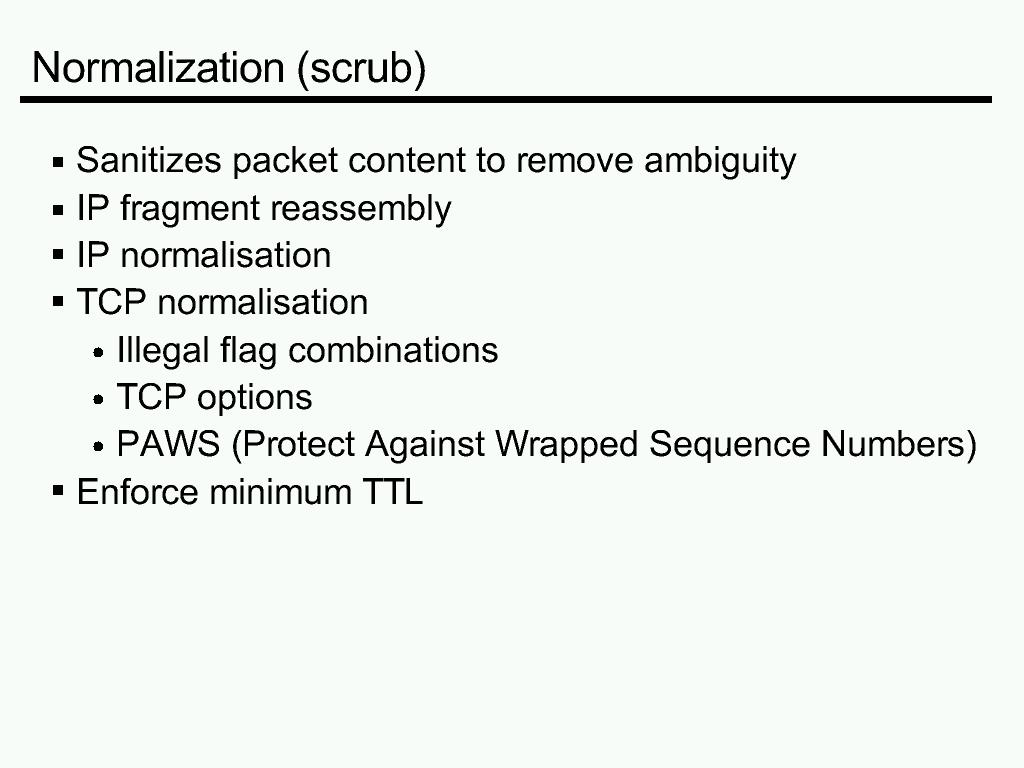 Normalization (scrub)
Sanitizes packet content to remove ambiguity
IP fragment reassembly
IP normalisation
TCP normalisation
Illegal flag combinations
TCP options
PAWS (Protect Against Wrapped Sequence Numbers)
Enforce minimum TTL